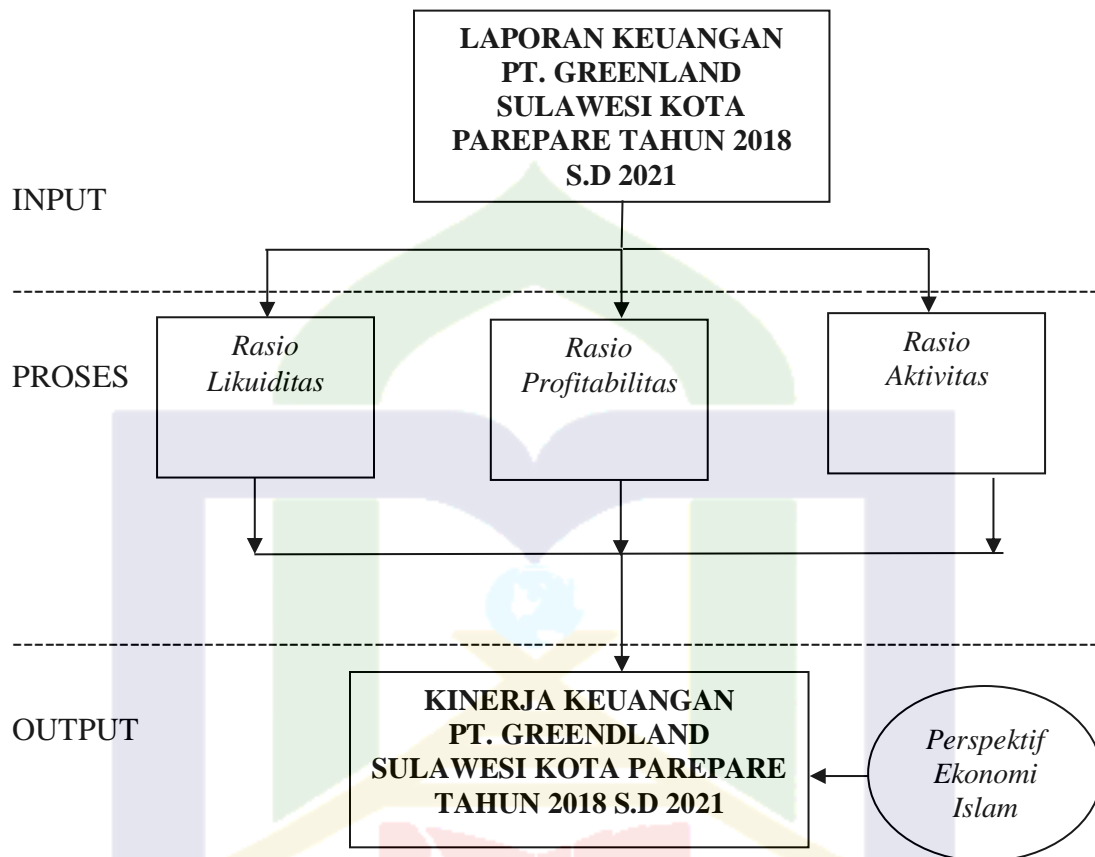 LAPORAN KEUANGAN
PT. GREENLAND
SULAWESI KOTA
PAREPARE TAHUN 2018
S.D 2021
INPUT
PROSES
Rasio
Likuiditas
Rasio
Profitabilitas
Rasio
Aktivitas
OUTPUT
KINERJA KEUANGAN
PT. GREENDLAND
SULAWESI KOTA PAREPARE
TAHUN 2018 S.D 2021
Perspektif
Ekonomi
Islam